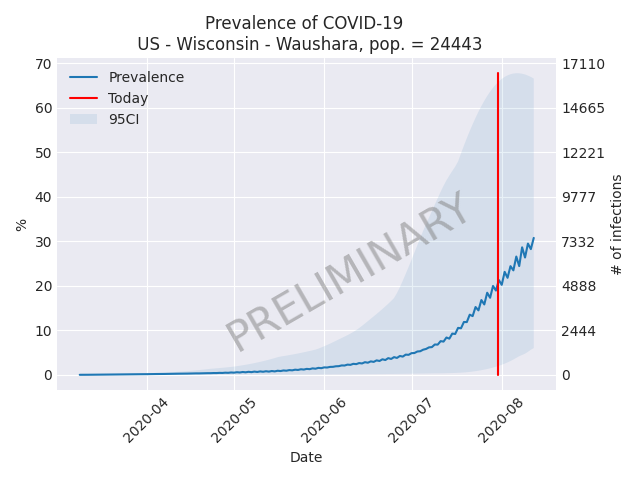 Prevalence of COVID-19
US - Wisconsin - Waushara, pop. = 24443
Prevalence
Today
95CI
PRELIMINARY
%
70
60
50
40
30
20
10
0
17110
14665
12221
9777
7332
4888
2444
0
# of infections
2020-04
2020-05
2020-06
2020-07
2020-08
Date